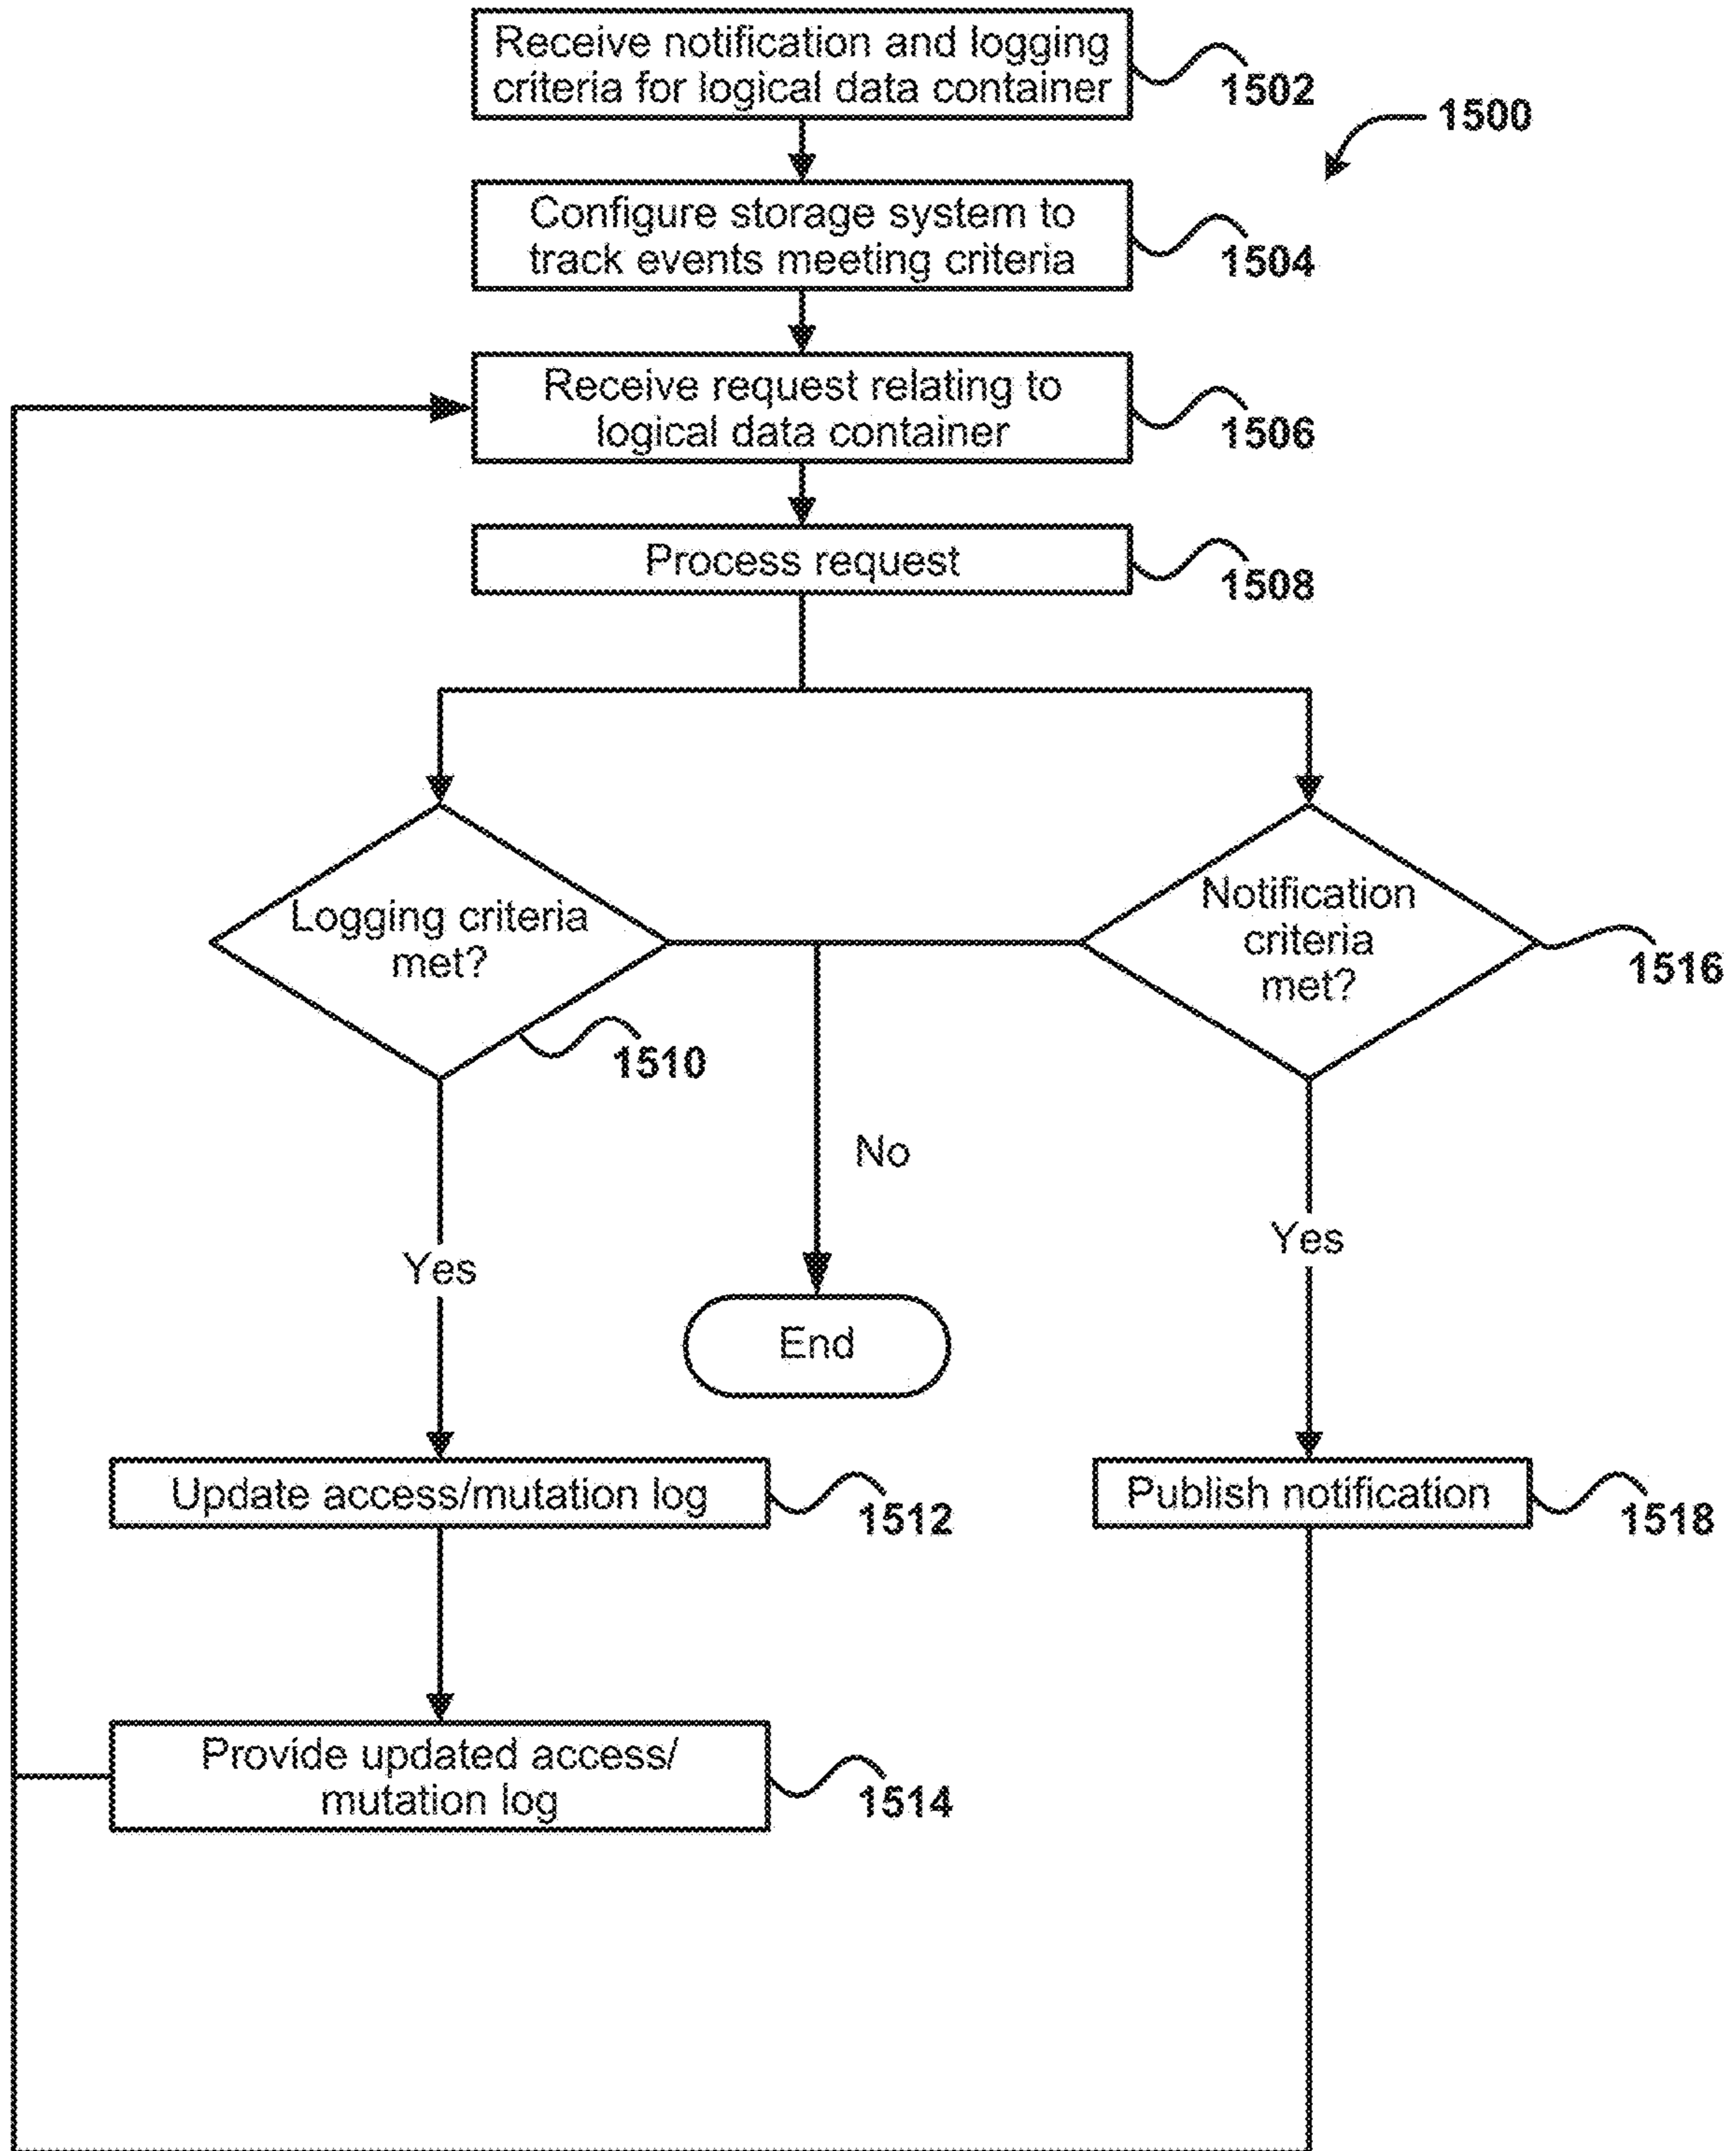 Receive notification and logging
criteria for logical data container
1502
1500
Configure storage system to
track events meeting criteria
1504
Receive request relating to
logical data container
1506
Process request
1508
Logging criteria
met?
1510
Notification
criteria
met?
1516
No
Yes
Yes
End
Update access/mutation log
1512
Publish notification
1518
Provide updated access/
mutation log
1514